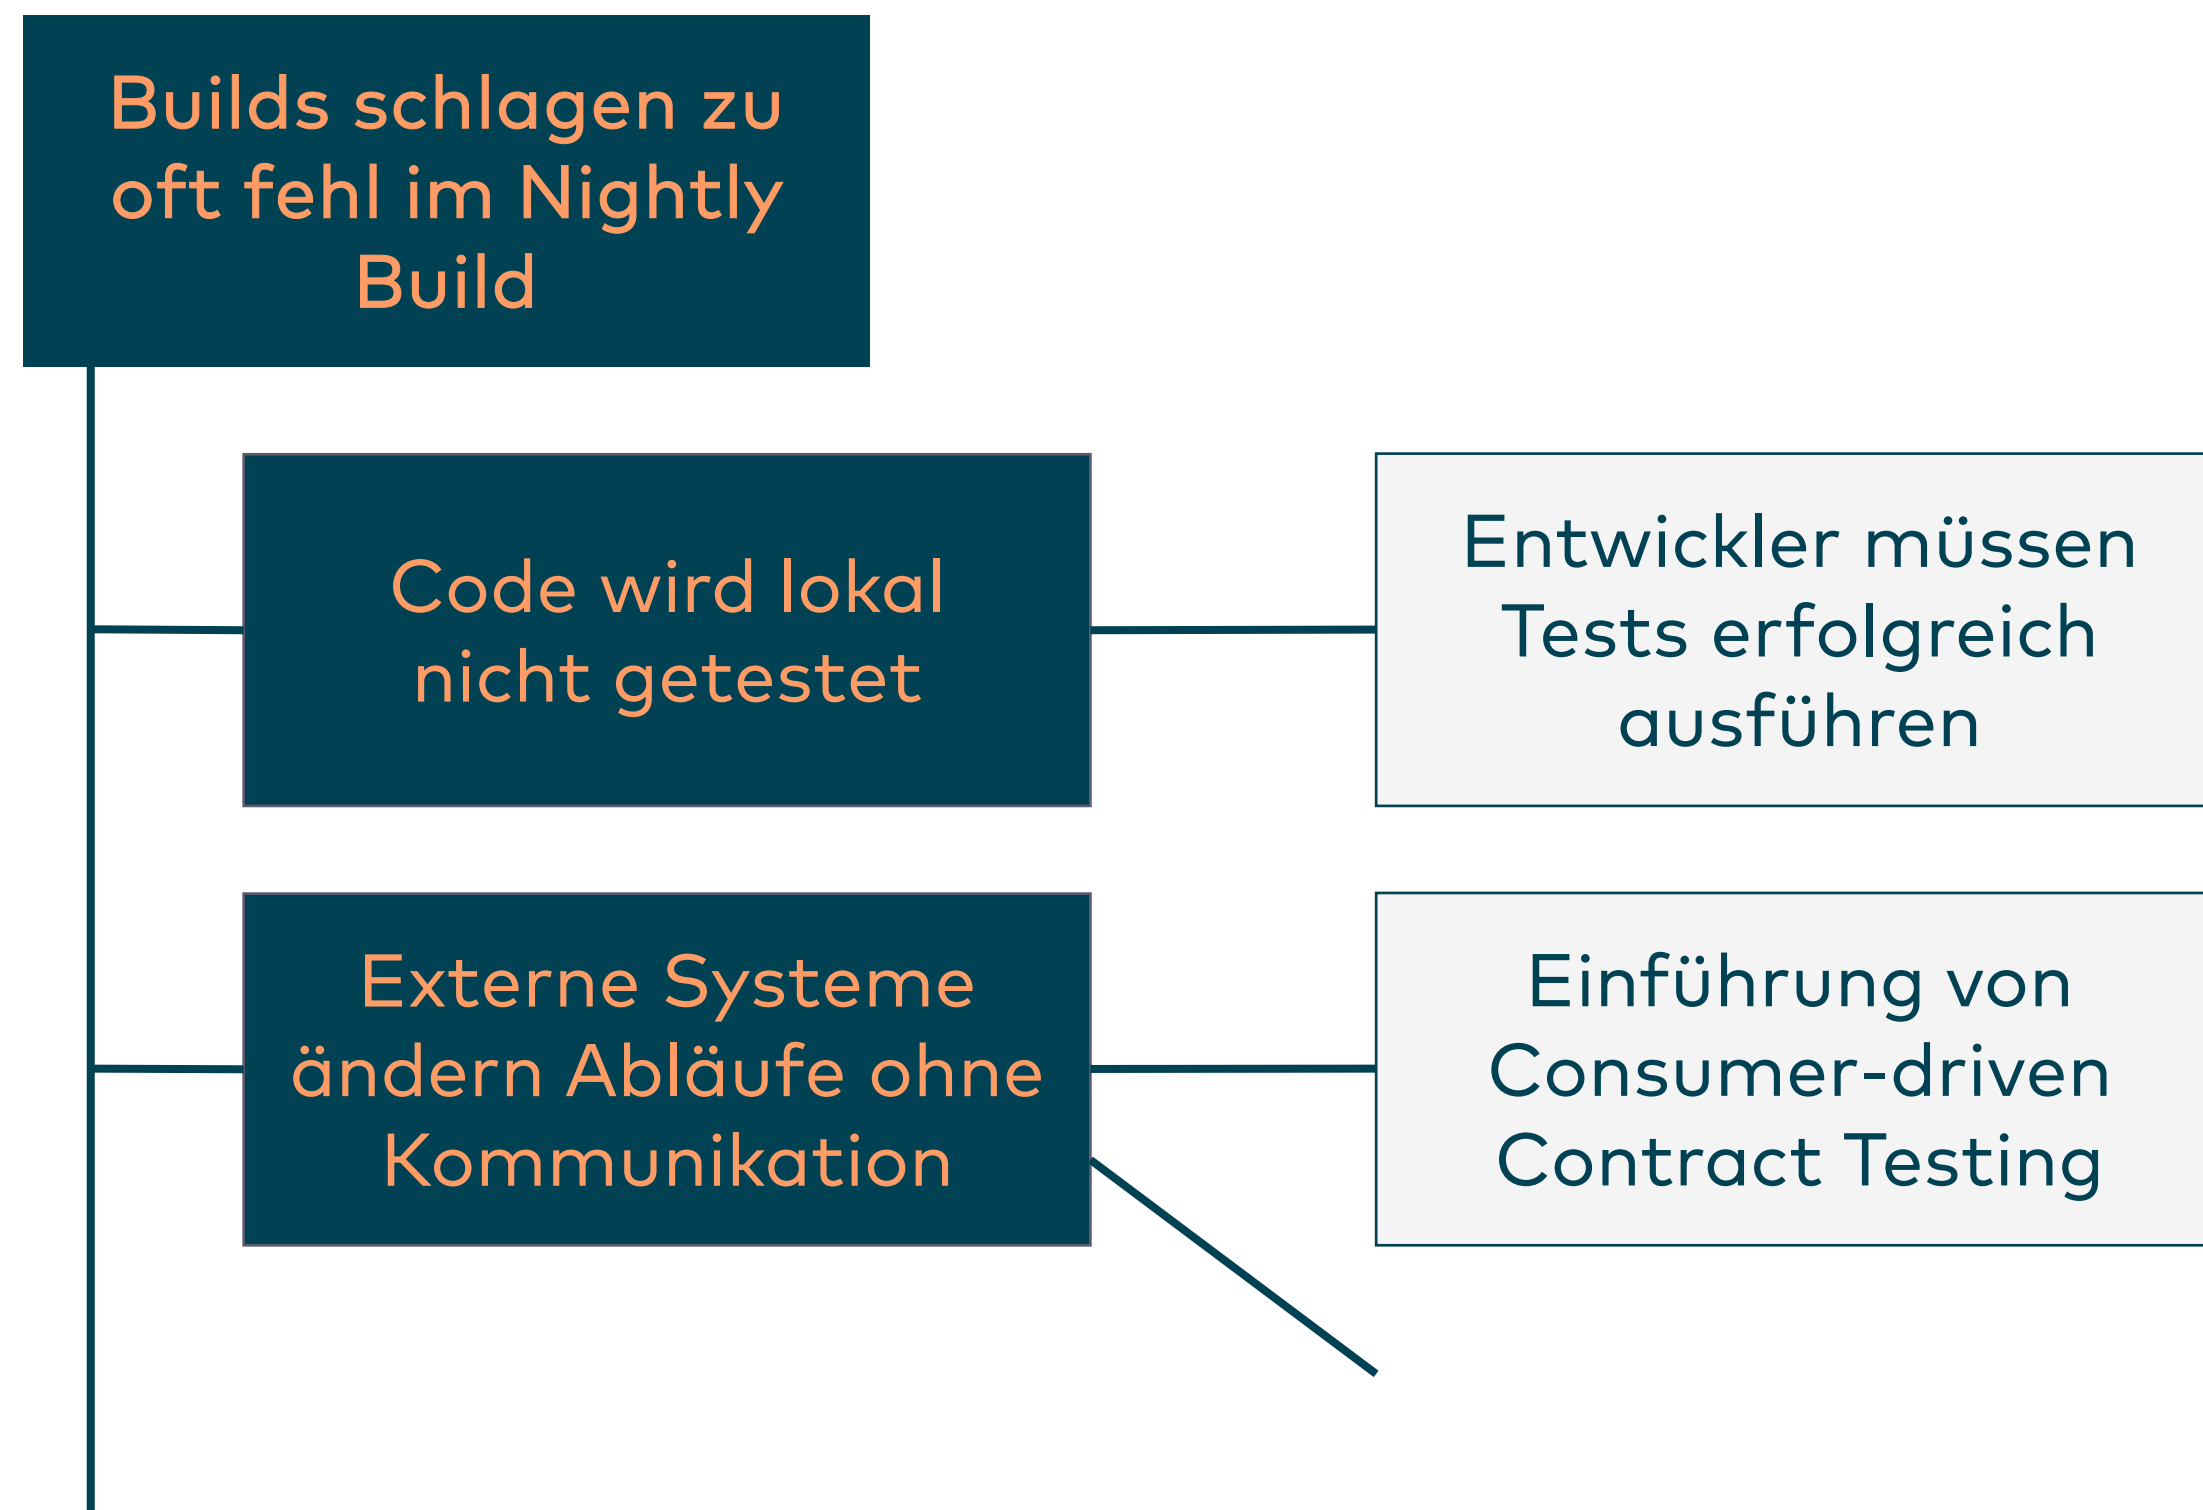 Builds schlagen zu
oft fehl im Nightly
Build
Code wird lokal
nicht getestet
Entwickler müssen
Tests erfolgreich
ausführen
Externe Systeme
ändern Abläufe ohne
Kommunikation
Einführung von
Consumer-driven
Contract Testing